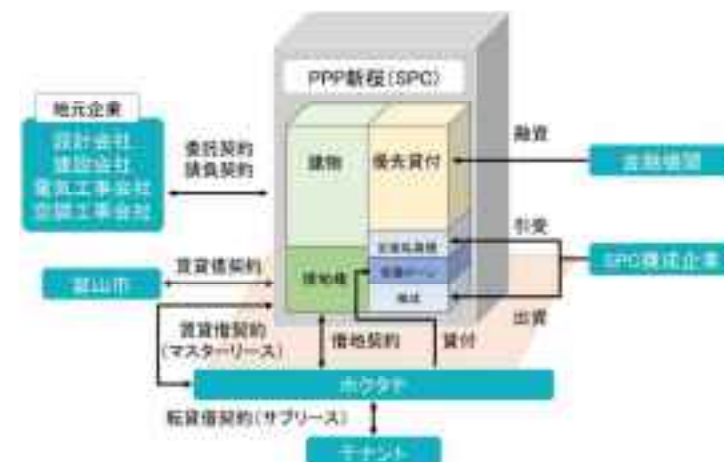 PPP新桜(SPC)
地元企業
設計会社
建設会社
電気工事会社
空調工事会社
委託契約
請負契約
建物
優先貸付
融資
金融機関
引受
SPC構成企業
借地権
出資
賃貸借契約
富山市
賃貸借契約
(マスターリース)
借地契約
貸付
ホクタテ
転貸借契約(サブリース)
テナント